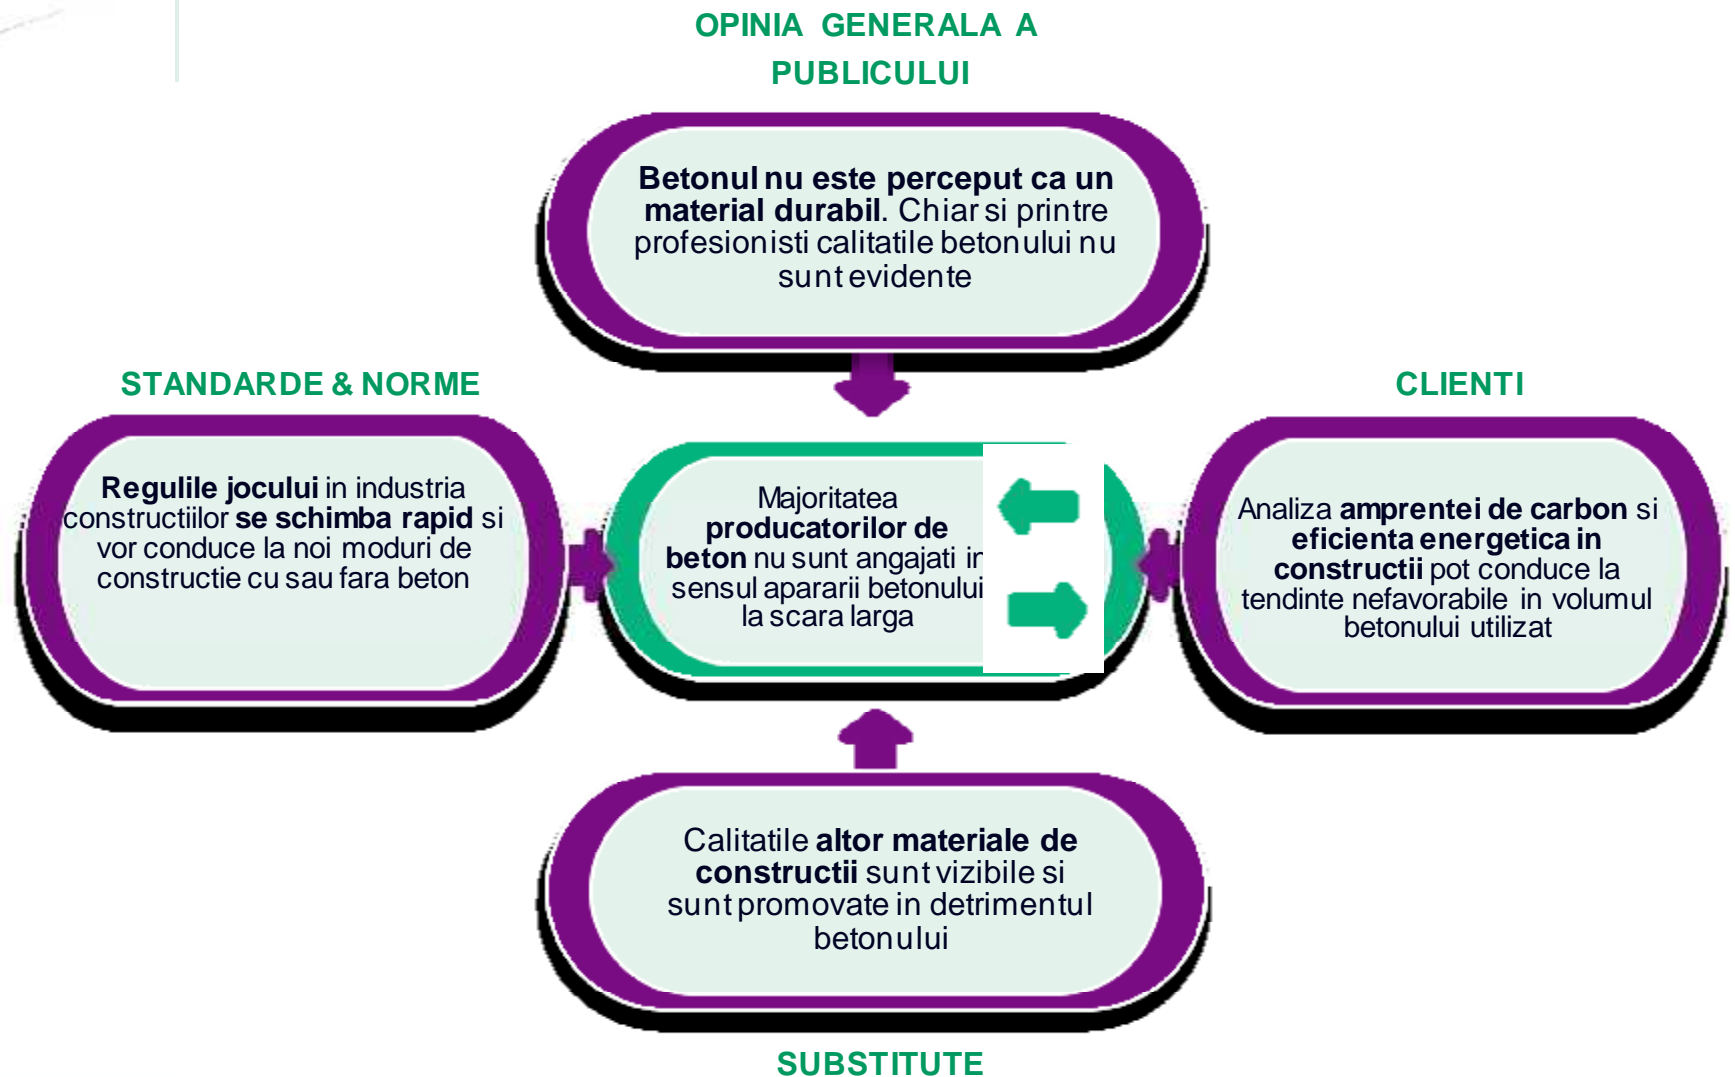 OPINIA GENERALA A
PUBLICULUI
Betonul nu este perceput ca un
material durabil. Chiar si printre
profesionisti calitatile betonului nu
sunt evidente
STANDARDE & NORME
Regulile jocului in industria
constructiilor se schimba rapid si
vor conduce la noi moduri de
constructie cu sau fara beton
Majoritatea
producatorilor de
beton nu sunt angajati in
sensul apararii betonului
la scara larga
CLIENTI
Analiza amprentei de carbon si
eficienta energetica in
constructii pot conduce la
tendinte nefavorabile in volumul
betonului utilizat
Calitatile altor materiale de
constructii sunt vizibile si
sunt promovate in detrimentul
betonului
SUBSTITUTE